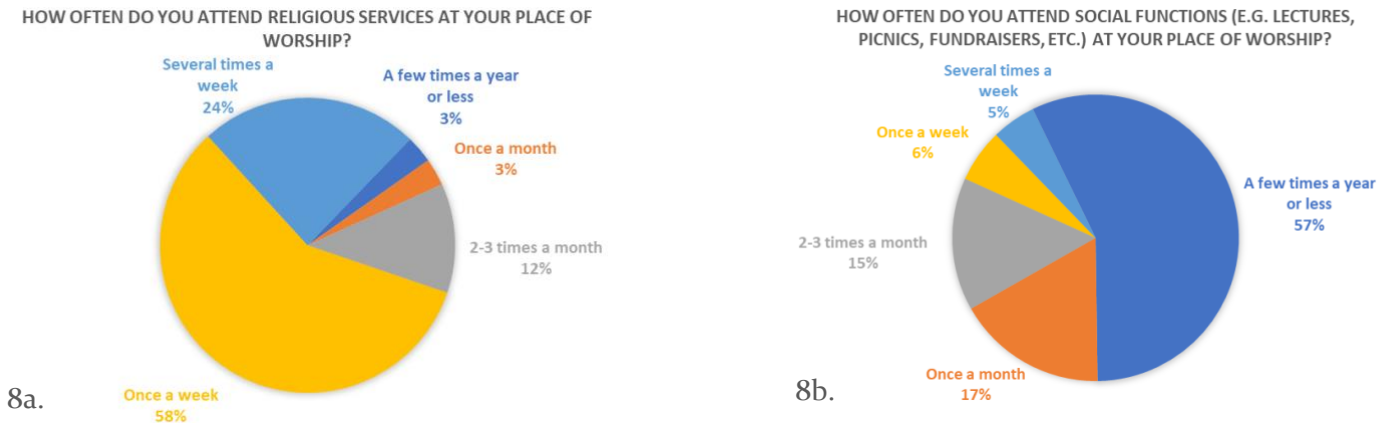 HOW OFTEN DO YOU ATTEND RELIGIOUS SERVICES AT YOUR PLACE OF
WORSHIP?
Several times a
week
24%
A few times a year
or less
3%
Once a month
3%
2-3 times a month
12%
Once a week
58%
8a.
HOW OFTEN DO YOU ATTEND SOCIAL FUNCTIONS (E.G. LECTURES,
PICNICS, FUNDRAISERS, ETC.) AT YOUR PLACE OF WORSHIP?
Several times a
week
5%
Once a week
6%
A few times a year
or less
57%
2-3 times a month
15%
Once a month
17%
8b.